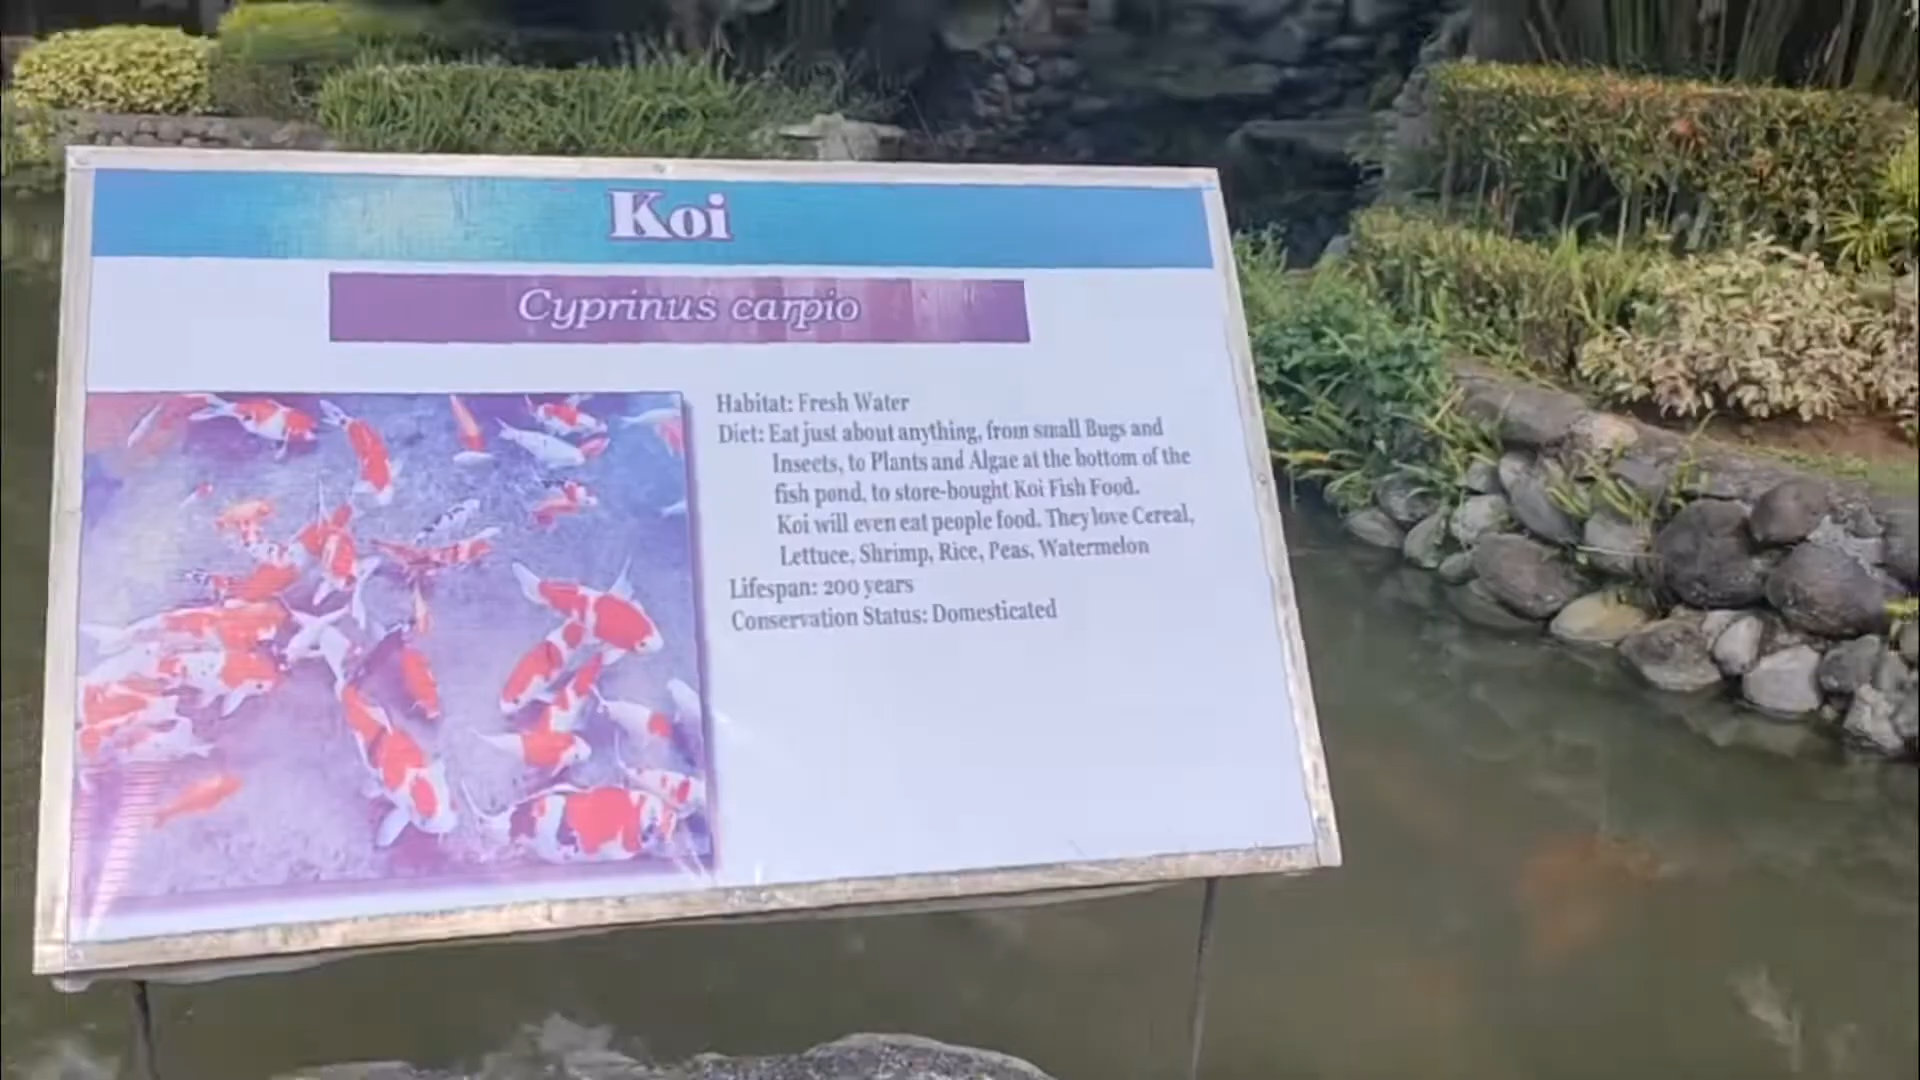 Koi
Cyprinus carpio
Habitat: Fresh Water
Diet: Eat just about anything, from small Bugs and
Insects, to Plants and Algae at the bottom of the
fish pond, to store-bought Koi Fish Food.
Koi will even eat people food. They love Cereal,
Lettuce, Shrimp, Rice, Peas, Watermelon
Lifespan: 200 years
Conservation Status: Domesticated